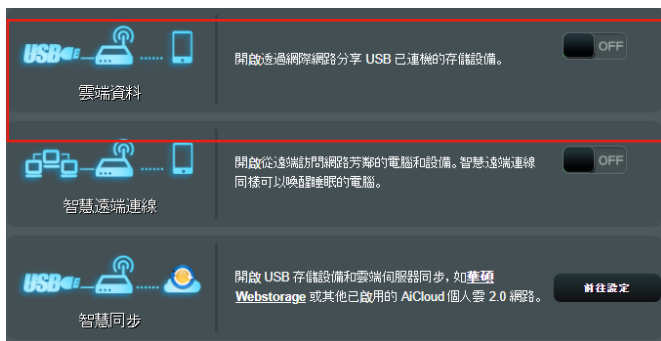 USB
開啟透過網際網路分享 USB 已連機的存儲設備。
OFF
雲端資料
開啟從遠端訪問網路芳鄰的電腦和設備。智慧遠端連線
同樣可以喚醒睡眠的電腦。
OFF
智慧遠端連線
USB
開啟 USB 存儲設備和雲端伺服器同步，如華碩
Webstorage 或其他已啟用的 AiCloud 個人雲 2.0 網路。
前往設定
智慧同步